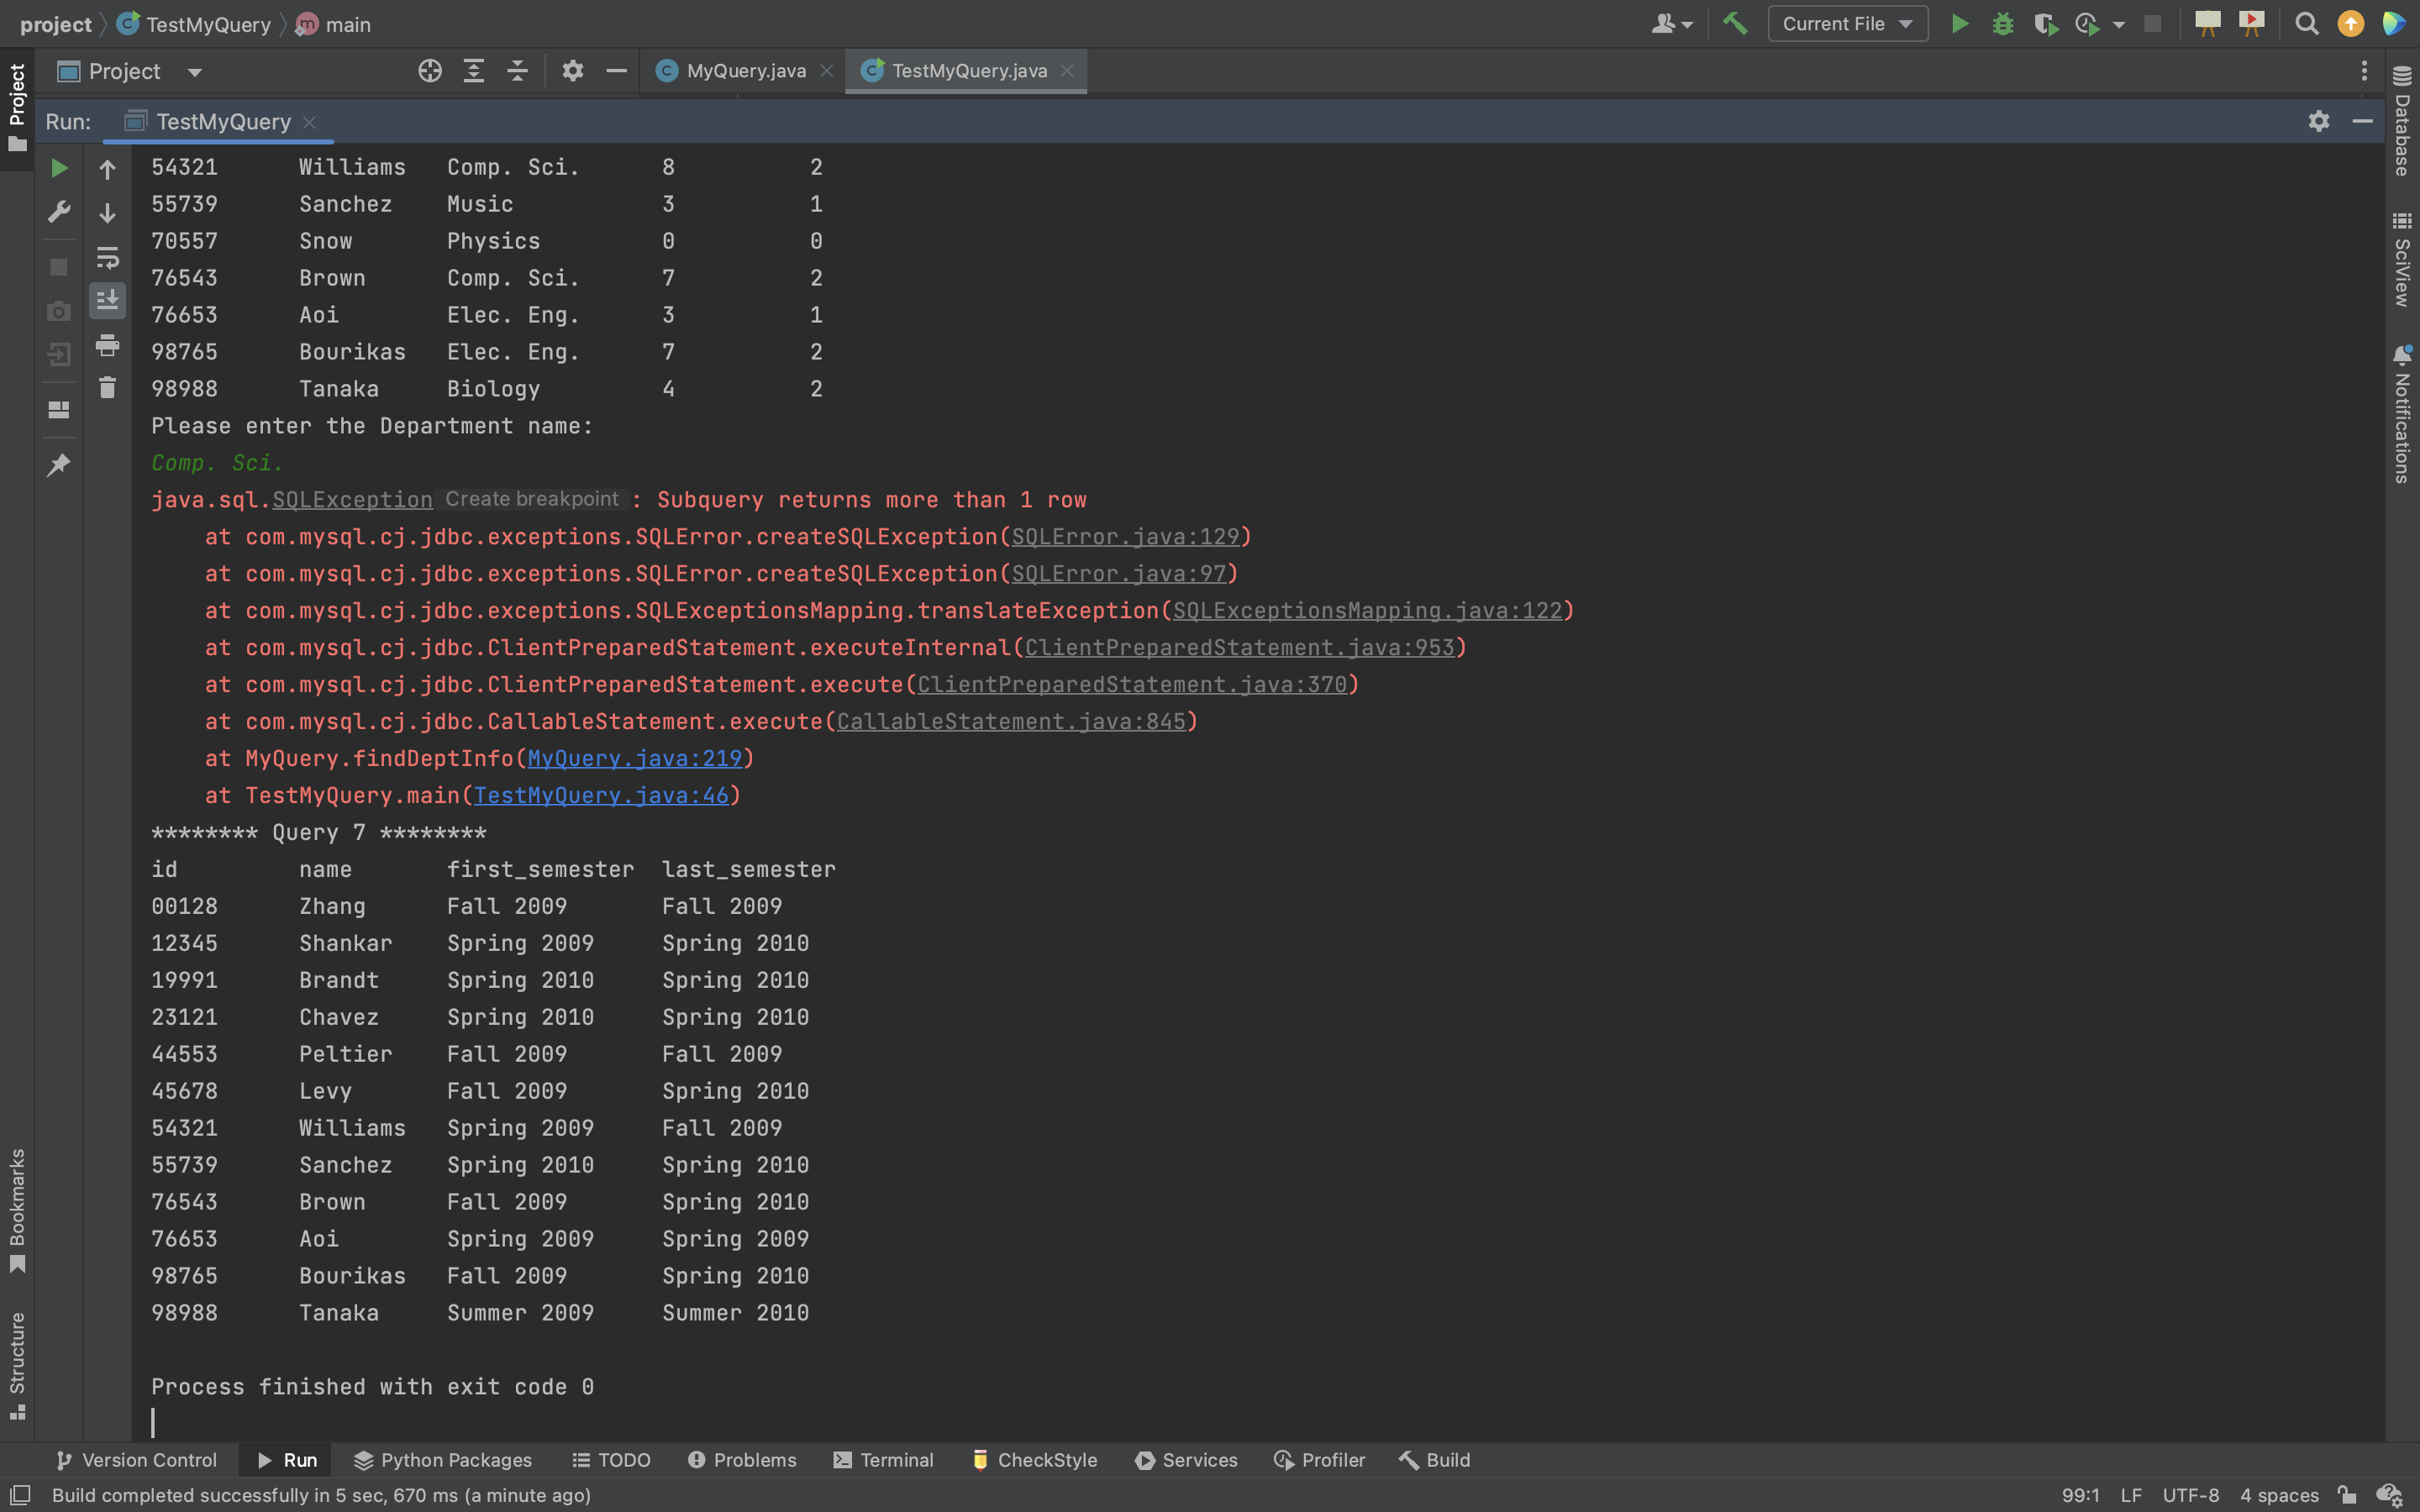 project TestMyQuery main Current File
Project MyQuery.java TestMyQuery.java
Run: TestMyQuery
54321 Williams Comp. Sci. 8 2
55739 Sanchez Music 3 1
70557 Snow Physics 0 0
76543 Brown Comp. Sci. 7 2
76653 Aoi Elec. Eng. 3 1
98765 Bourikas Elec. Eng. 7 2
98988 Tanaka Biology 4 2
Please enter the Department name:
Comp. Sci.
java.sql.SQLException Create breakpoint : Subquery returns more than 1 row
at com.mysql.cj.jdbc.exceptions.SQLError.createSQLException(SQLError.java:129)
at com.mysql.cj.jdbc.exceptions.SQLError.createSQLException(SQLError.java:97)
at com.mysql.cj.jdbc.exceptions.SQLExceptionsMapping.translateException(SQLExceptionsMapping.java:122)
at com.mysql.cj.jdbc.ClientPreparedStatement.executeInternal(ClientPreparedStatement.java:953)
at com.mysql.cj.jdbc.ClientPreparedStatement.execute(ClientPreparedStatement.java:370)
at com.mysql.cj.jdbc.CallableStatement.execute(CallableStatement.java:845)
at MyQuery.findDeptInfo(MyQuery.java:219)
at TestMyQuery.main(TestMyQuery.java:46)
******** Query 7 ********
id name first_semester last_semester
00128 Zhang Fall 2009 Fall 2009
12345 Shankar Spring 2009 Spring 2010
19991 Brandt Spring 2010 Spring 2010
23121 Chavez Spring 2010 Spring 2010
44553 Peltier Fall 2009 Fall 2009
45678 Levy Fall 2009 Spring 2010
54321 Williams Spring 2009 Fall 2009
55739 Sanchez Spring 2010 Spring 2010
76543 Brown Fall 2009 Spring 2010
76653 Aoi Spring 2009 Spring 2009
98765 Bourikas Fall 2009 Spring 2010
98988 Tanaka Summer 2009 Summer 2010
Process finished with exit code 0
Project
Bookmarks
Structure
Database
SciView
Notifications
Version Control Run Python Packages TODO Problems Terminal CheckStyle Services Profiler Build
Build completed successfully in 5 sec, 670 ms (a minute ago) 99:1 LF UTF-8 4 spaces